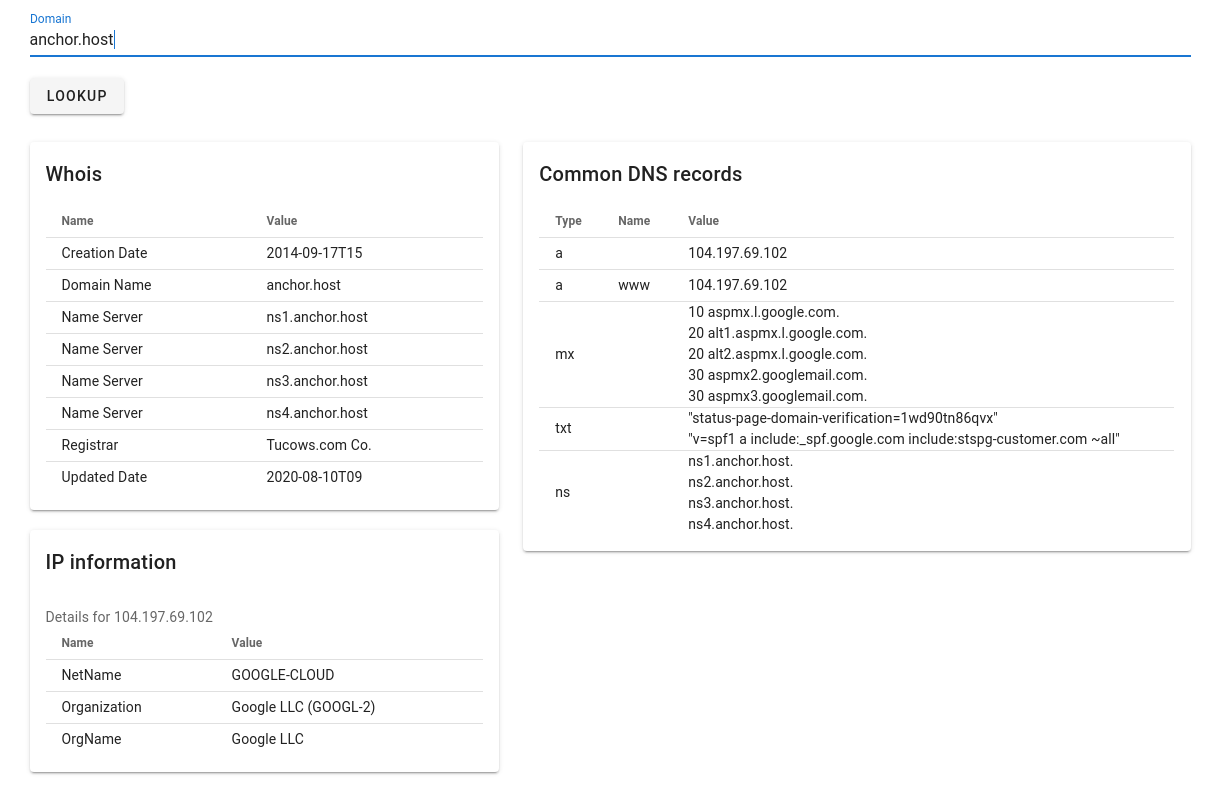 Domain
anchor.host
LOOKUP
Whois
Name Value
Creation Date 2014-09-17T15
Domain Name anchor.host
Name Server ns1.anchor.host
Name Server ns2.anchor.host
Name Server ns3.anchor.host
Name Server ns4.anchor.host
Registrar Tucows.com Co.
Updated Date 2020-08-10T09
IP information
Details for 104.197.69.102
Name Value
NetName GOOGLE-CLOUD
Organization Google LLC (GOOGL-2)
OrgName Google LLC
Common DNS records
Type Name Value
a 104.197.69.102
a www 104.197.69.102
mx
10 aspmx.l.google.com.
20 alt1.aspmx.l.google.com.
20 alt2.aspmx.l.google.com.
30 aspmx2.googlemail.com.
30 aspmx3.googlemail.com.
txt
"status-page-domain-verification=1wd90tn86qvx"
"v=spf1 a include:_spf.google.com include:stspg-customer.com ~all"
ns
ns1.anchor.host.
ns2.anchor.host.
ns3.anchor.host.
ns4.anchor.host.